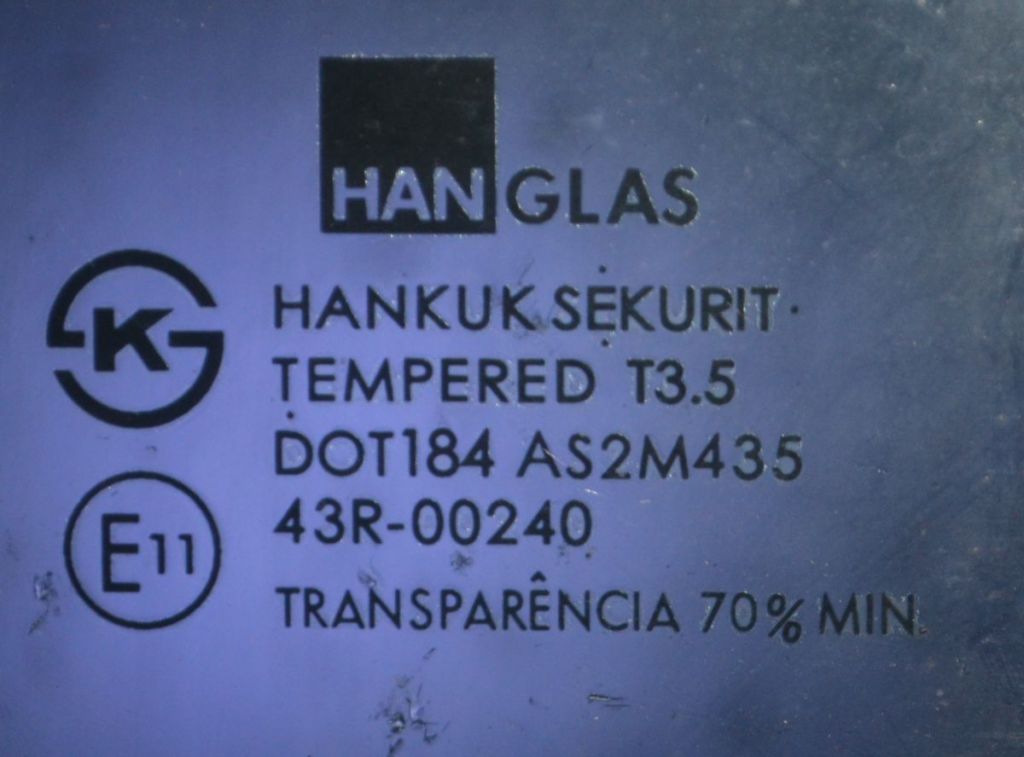 HANGLAS
K
HANKUK SEKURIT
TEMPERED T3.5
DOT184 AS2M435
E11
43R-00240
TRANSPARÊNCIA 70% MIN.